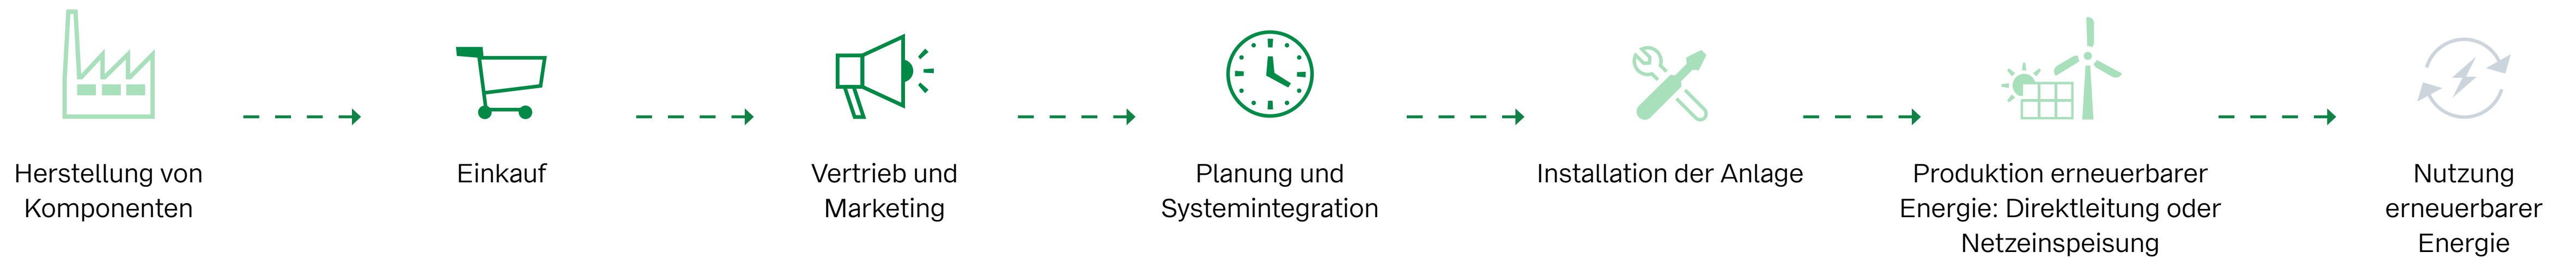 Herstellung von
Komponenten
Einkauf
Vertrieb und
Marketing
Planung und
Systemintegration
Installation der Anlage
Produktion erneuerbarer
Energie: Direktleitung oder
Netzeinspeisung
Nutzung
erneuerbarer
Energie